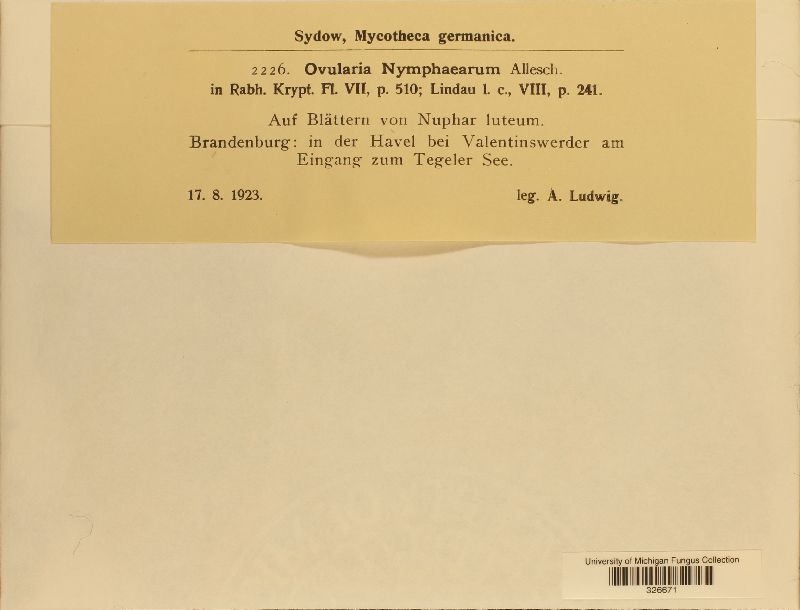 Sydow, Mycotheca germanica.
2226. Ovularia Nymphaearum Allesch.
in Rabh. Krypt. Fl. VII, p. 510; Lindau l. c., VIII, p. 241.
Auf Blättern von Nuphar luteum.
Brandenburg: in der Havel bei Valentinswerder am
Eingang zum Tegeler See.
17. 8. 1923. leg. A. Ludwig.
University of Michigan Fungus Collection
326671